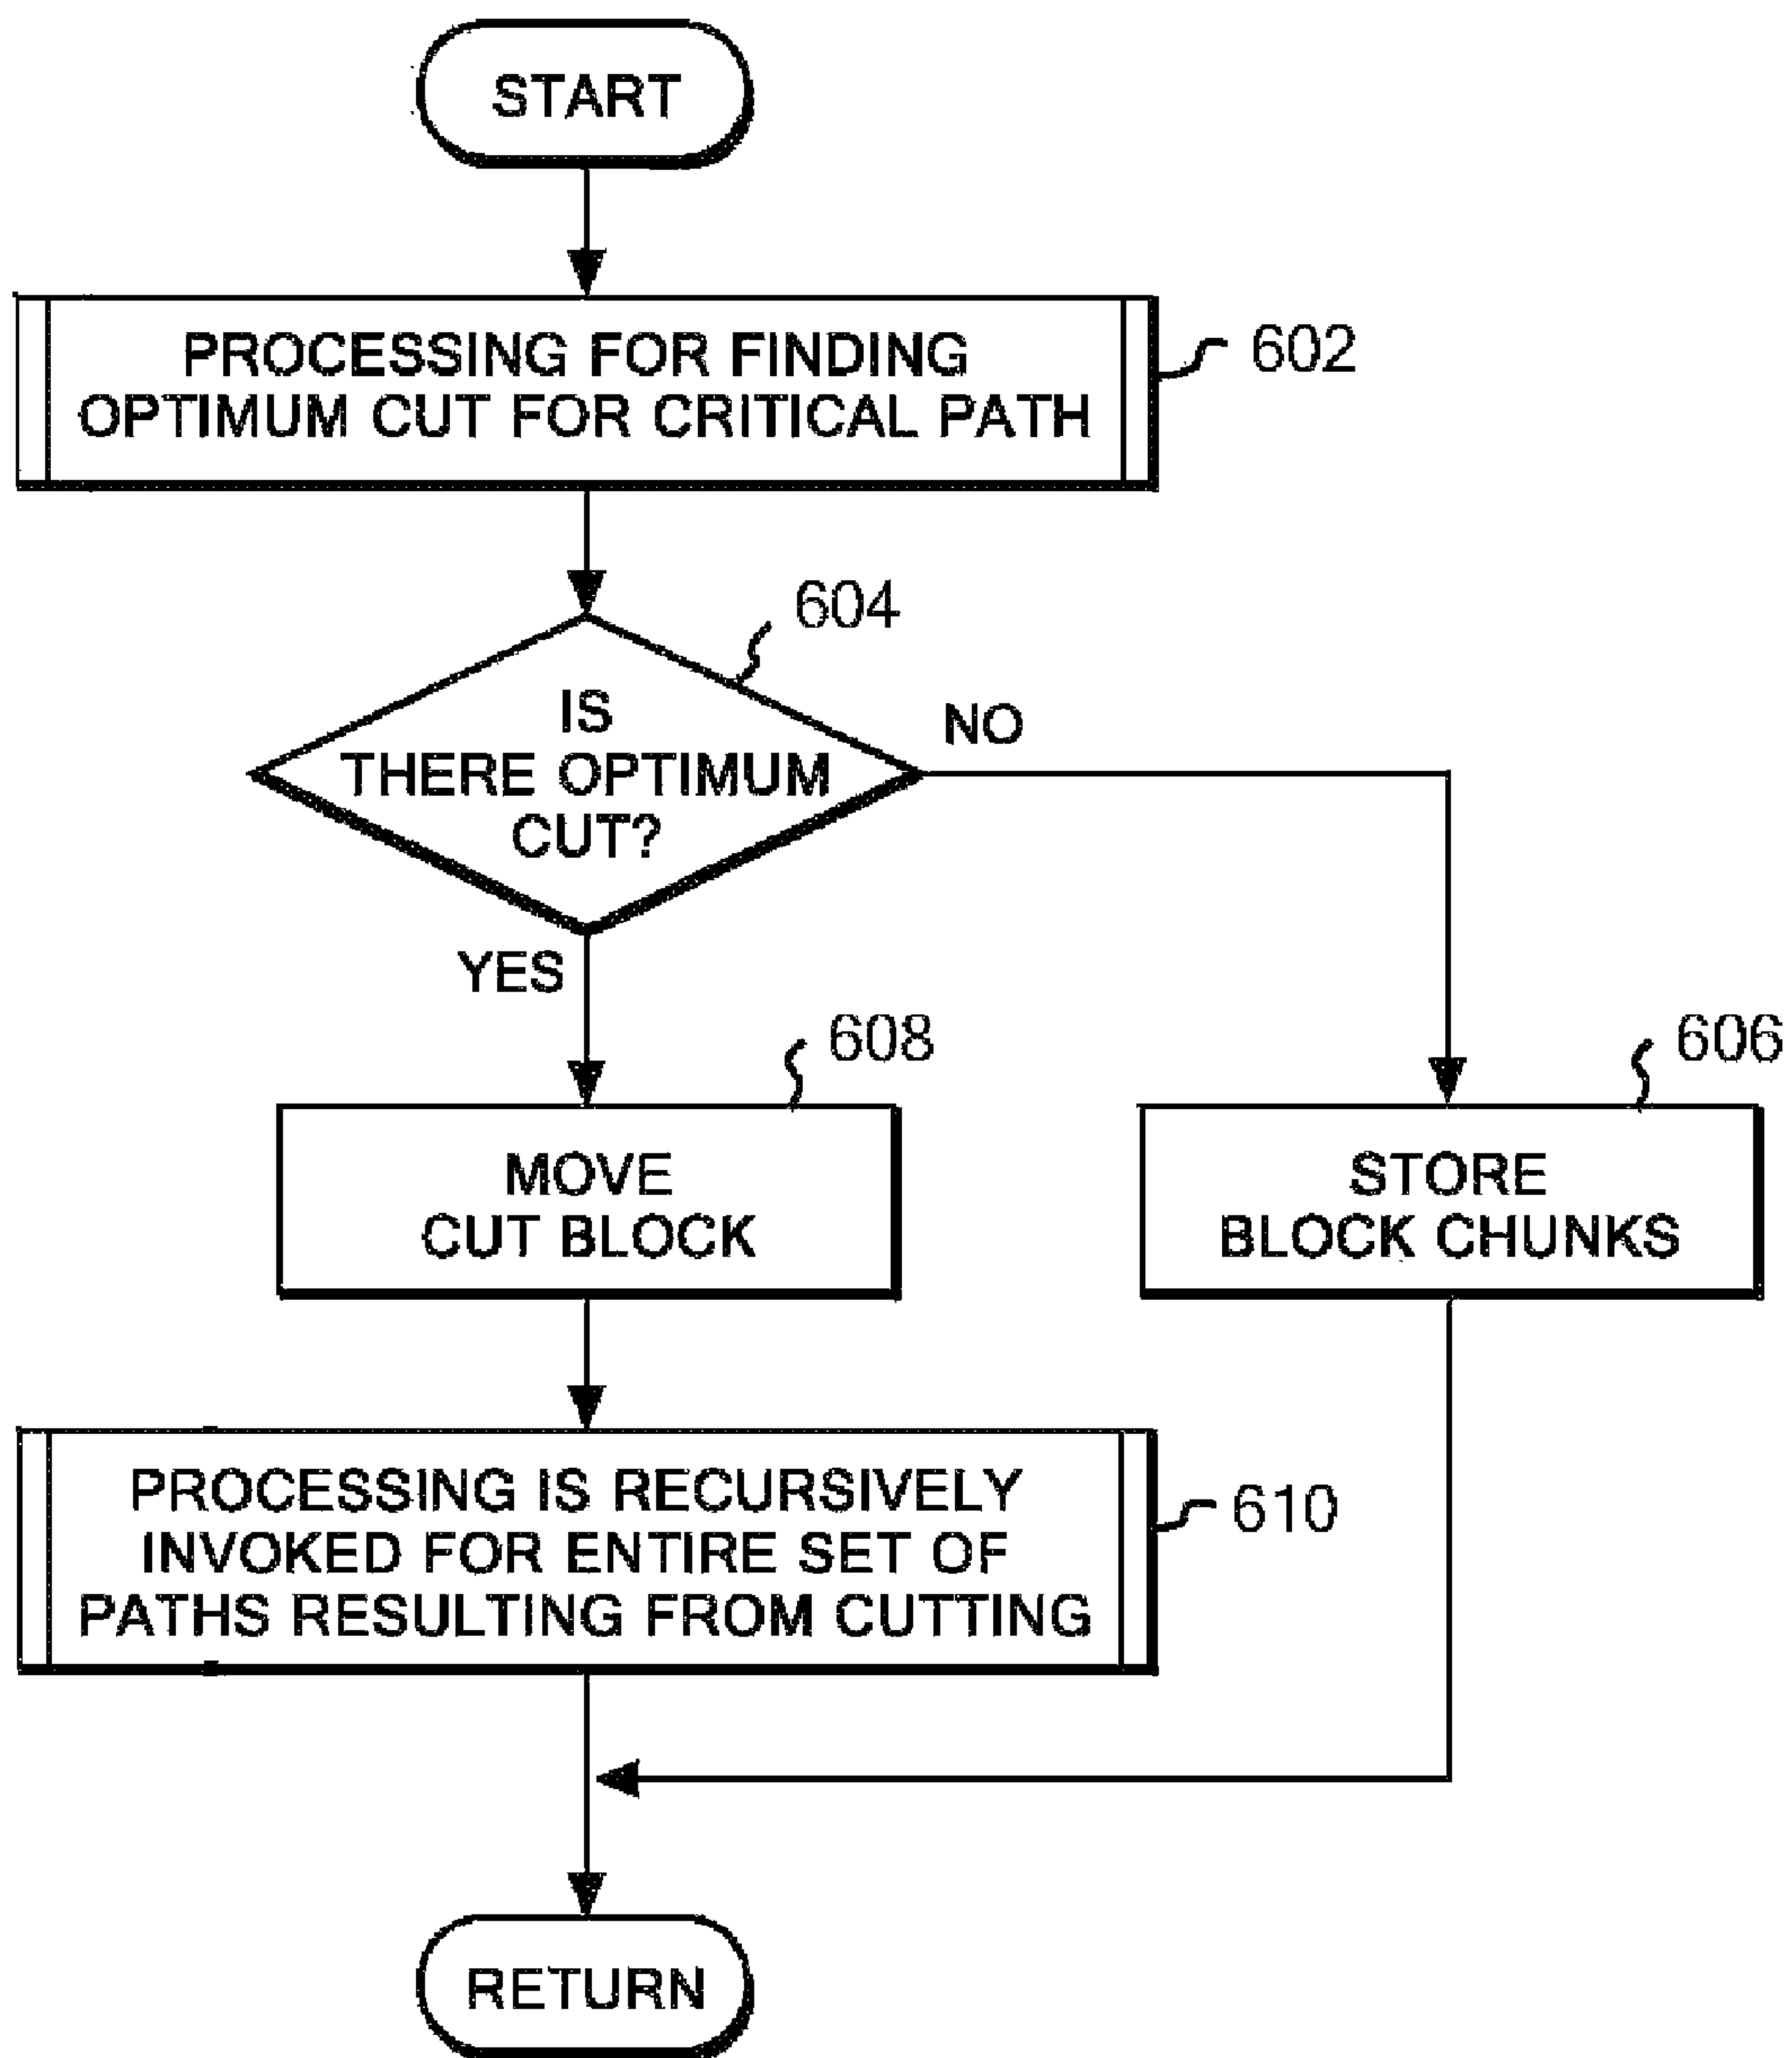 START
PROCESSING FOR FINDING
OPTIMUM CUT FOR CRITICAL PATH
602
604
IS
THERE OPTIMUM
CUT?
NO
YES
608
606
MOVE
CUT BLOCK
STORE
BLOCK CHUNKS
PROCESSING IS RECURSIVELY
INVOKED FOR ENTIRE SET OF
PATHS RESULTING FROM CUTTING
610
RETURN